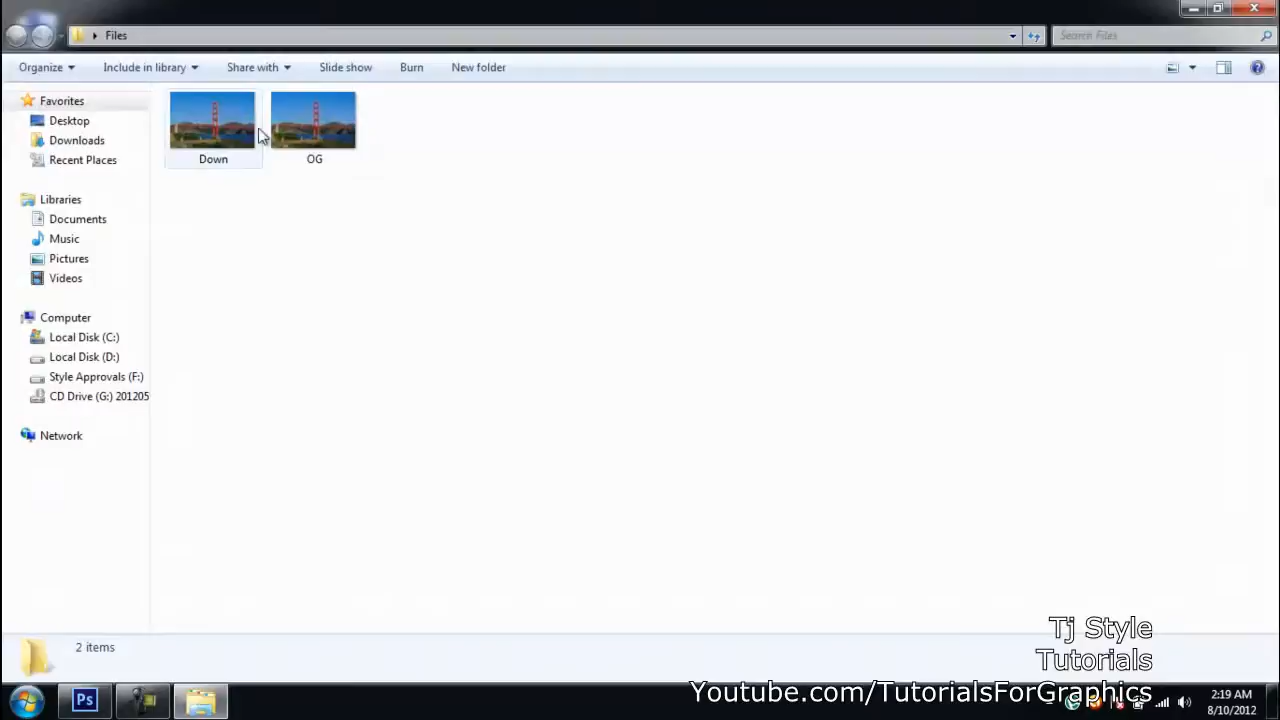 Files
Search Files
Organize
Include in library
Share with
Slide show
Burn
New folder
Favorites
Desktop
Downloads
Recent Places
Libraries
Documents
Music
Pictures
Videos
Computer
Local Disk (C:)
Local Disk (D:)
Style Approvals (F:)
CD Drive (G:) 201205
Network
Down
OG
2 items
Tj Style
Tutorials
Youtube.com/TutorialsForGraphics
Ps
2:19 AM
8/10/2012